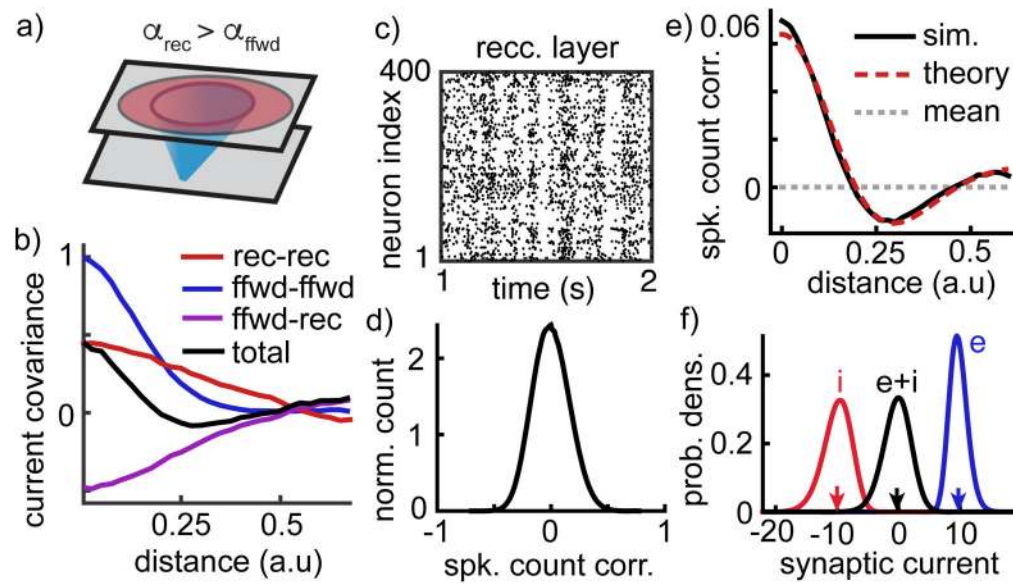 a)
α_rec > α_ffwd
b)
1
0
current covariance
rec-rec
ffwd-ffwd
ffwd-rec
total
0.25
0.5
distance (a.u)
c)
recc. layer
400
1
neuron index
1
2
time (s)
d)
2
1
0
norm. count
-1
0
1
spk. count corr.
e)
0.06
0
spk. count corr.
sim.
theory
mean
0
0.25
0.5
distance (a.u)
f)
0.4
0.2
0
prob. dens.
i
e+i
e
-20
-10
0
10
synaptic current